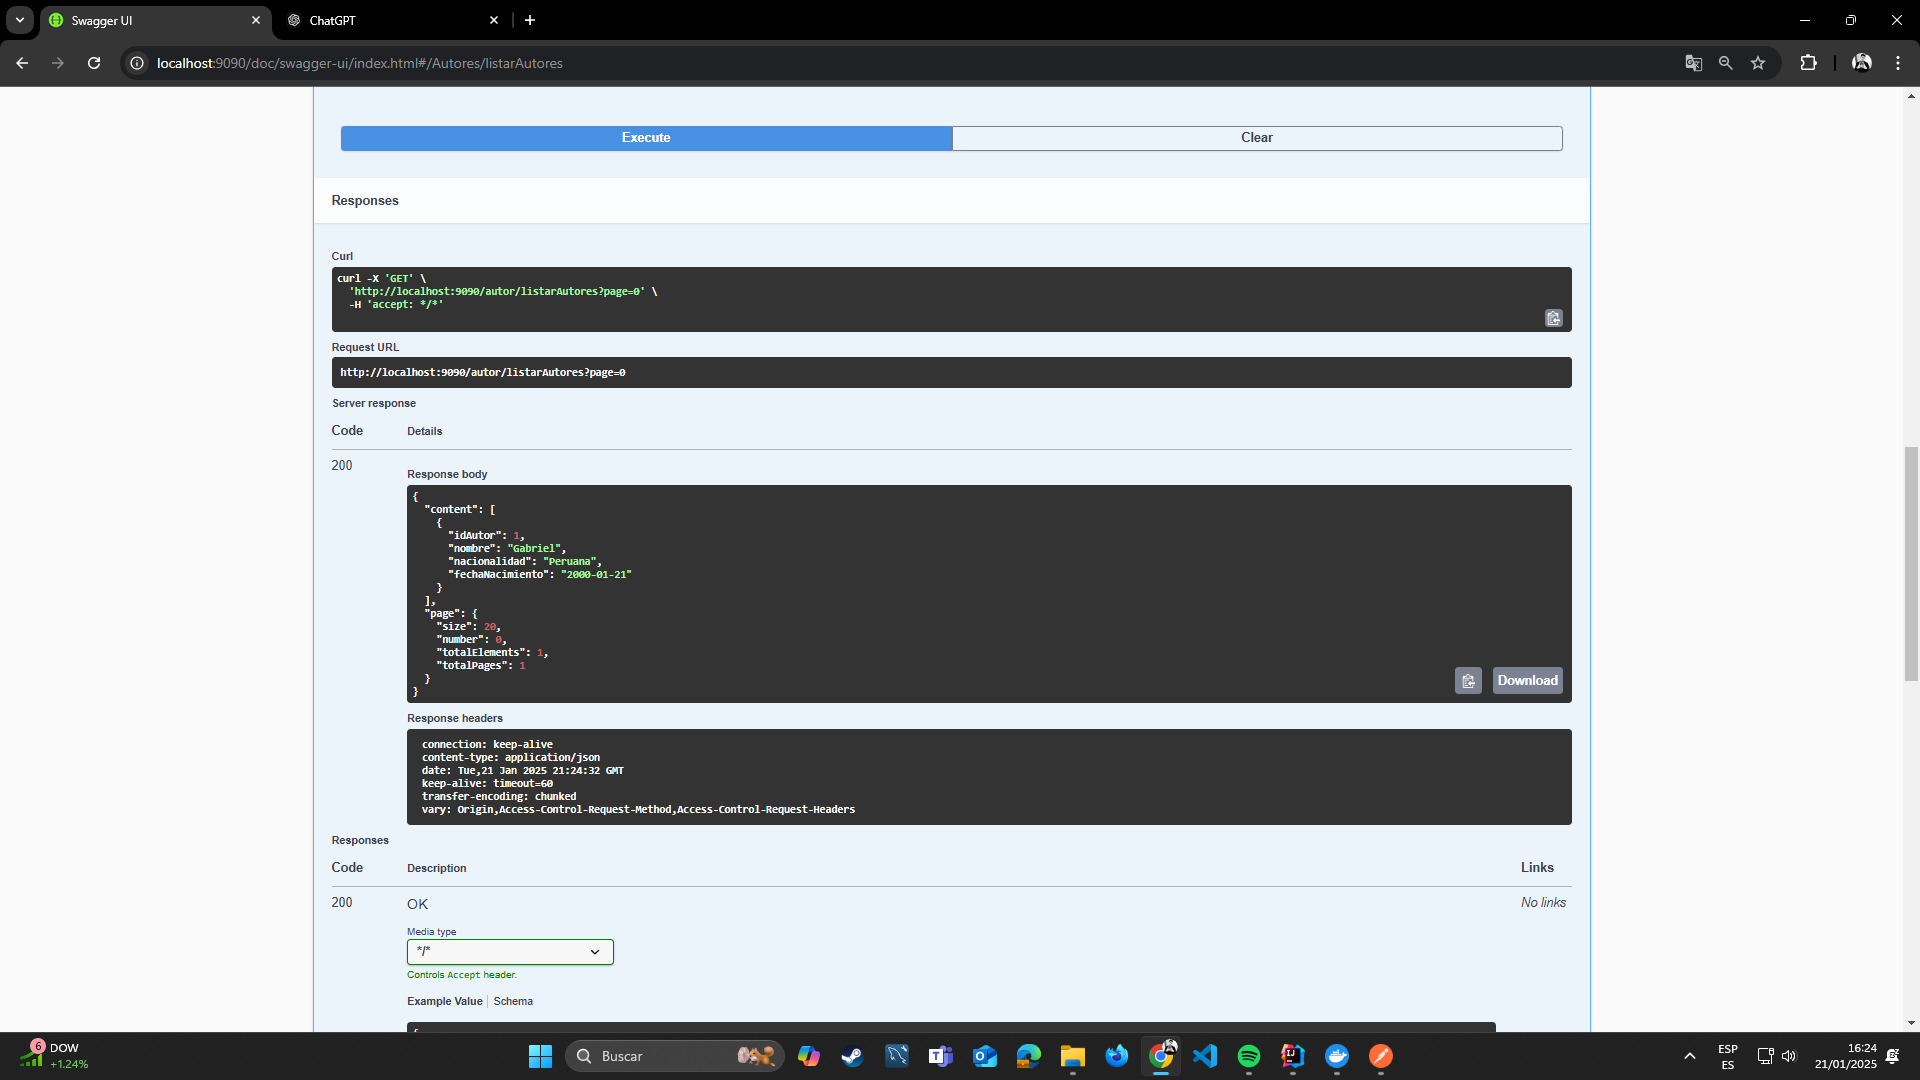 Swagger UI
ChatGPT
localhost:9090/doc/swagger-ui/index.html#/Autores/listarAutores
Execute
Clear
Responses
Curl
curl -X 'GET' \
'http://localhost:9090/autor/listarAutores?page=0' \
-H 'accept: */*'
Request URL
http://localhost:9090/autor/listarAutores?page=0
Server response
Code Details
200
Response body
{
"content": [
{
"idAutor": 1,
"nombre": "Gabriel",
"nacionalidad": "Peruana",
"fechaNacimiento": "2000-01-21"
}
],
"page": {
"size": 20,
"number": 0,
"totalElements": 1,
"totalPages": 1
}
}
Download
Response headers
connection: keep-alive
content-type: application/json
date: Tue,21 Jan 2025 21:24:32 GMT
keep-alive: timeout=60
transfer-encoding: chunked
vary: Origin,Access-Control-Request-Method,Access-Control-Request-Headers
Responses
Code Description Links
200 OK No links
Media type
*/*
Controls Accept header.
Example Value Schema
{
6
DOW
+1.24%
Buscar
ESP
ES
16:24
21/01/2025